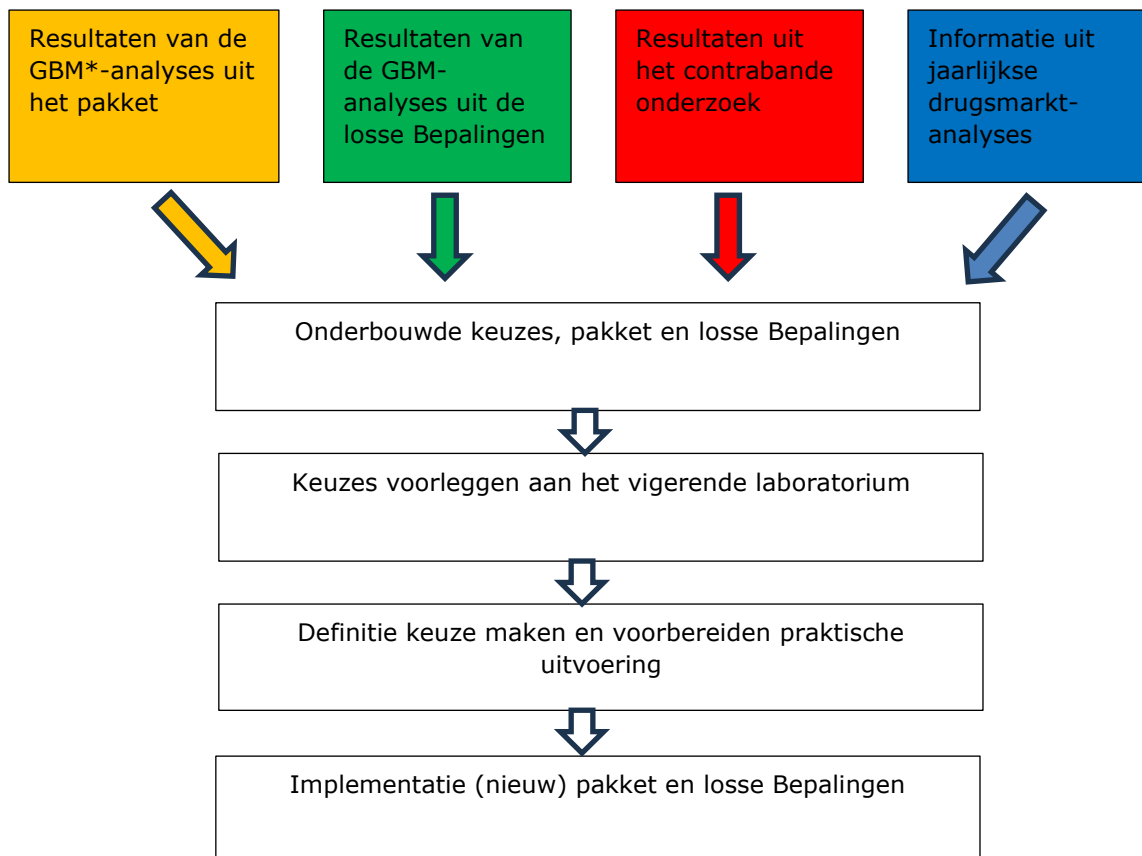 Resultaten van de
GBM*-analyses uit
het pakket
Resultaten van
de GBM-
analyses uit de
losse Bepalingen
Resultaten uit
het contrabande
onderzoek
Informatie uit
jaarlijkse
drugsmarkt-
analyses
Onderbouwde keuzes, pakket en losse Bepalingen
Keuzes voorleggen aan het vigerende laboratorium
Definitie keuze maken en voorbereiden praktische
uitvoering
Implementatie (nieuw) pakket en losse Bepalingen